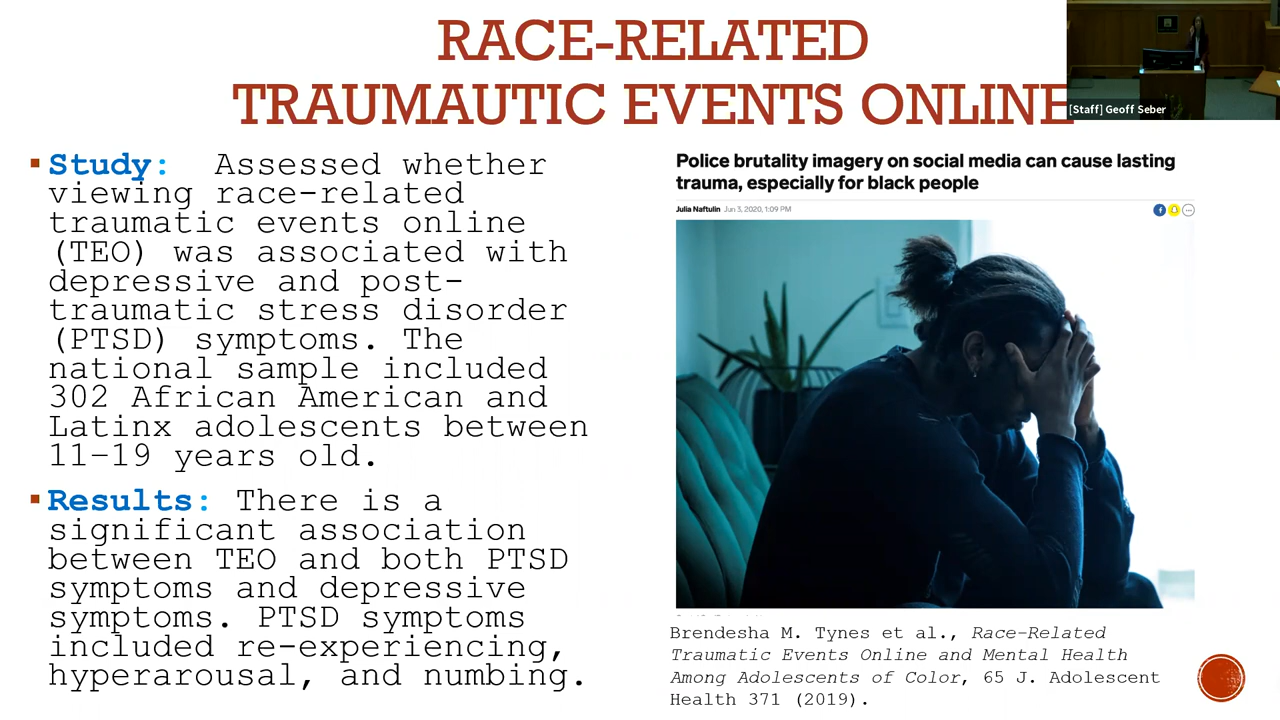 RACE-RELATED
TRAUMAUTIC EVENTS ONLINE
[Staff] Geoff Seber
Study: Assessed whether
viewing race-related
traumatic events online
(TEO) was associated with
depressive and post-
traumatic stress disorder
(PTSD) symptoms. The
national sample included
302 African American and
Latinx adolescents between
11–19 years old.
Results: There is a
significant association
between TEO and both PTSD
symptoms and depressive
symptoms. PTSD symptoms
included re-experiencing,
hyperarousal, and numbing.
Police brutality imagery on social media can cause lasting
trauma, especially for black people
Julia Naftulin Jun 3, 2020, 1:09 PM
Brendesha M. Tynes et al., Race-Related
Traumatic Events Online and Mental Health
Among Adolescents of Color, 65 J. Adolescent
Health 371 (2019).